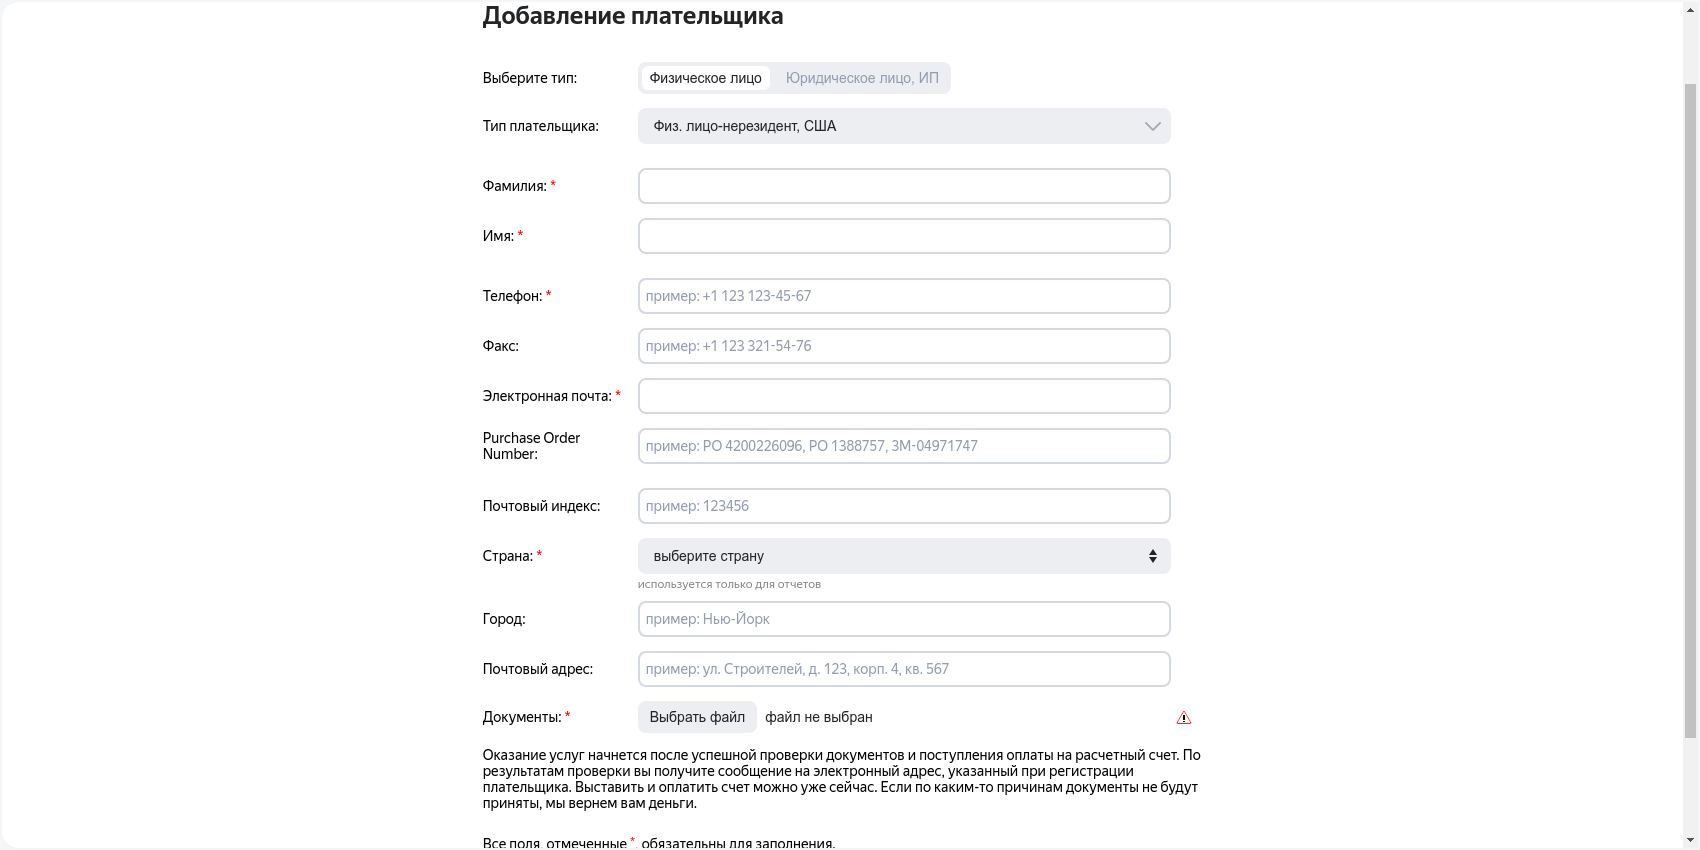 Добавление плательщика
Выберите тип:
Физическое лицо
Юридическое лицо, ИП
Тип плательщика:
Физ. лицо-нерезидент, США
Фамилия: *
Имя: *
Телефон: *
пример: +1 123 123-45-67
Факс:
пример: +1 123 321-54-76
Электронная почта: *
Purchase Order
Number:
пример: PO 4200226096, PO 1388757, 3M-04971747
Почтовый индекс:
пример: 123456
Страна: *
выберите страну
используется только для отчетов
Город:
пример: Нью-Йорк
Почтовый адрес:
пример: ул. Строителей, д. 123, корп. 4, кв. 567
Документы: *
Выбрать файл
файл не выбран
Оказание услуг начнется после успешной проверки документов и поступления оплаты на расчетный счет. По
результатам проверки вы получите сообщение на электронный адрес, указанный при регистрации
плательщика. Выставить и оплатить счет можно уже сейчас. Если по каким-то причинам документы не будут
приняты, мы вернем вам деньги.
Все поля, отмеченные *, обязательны для заполнения.